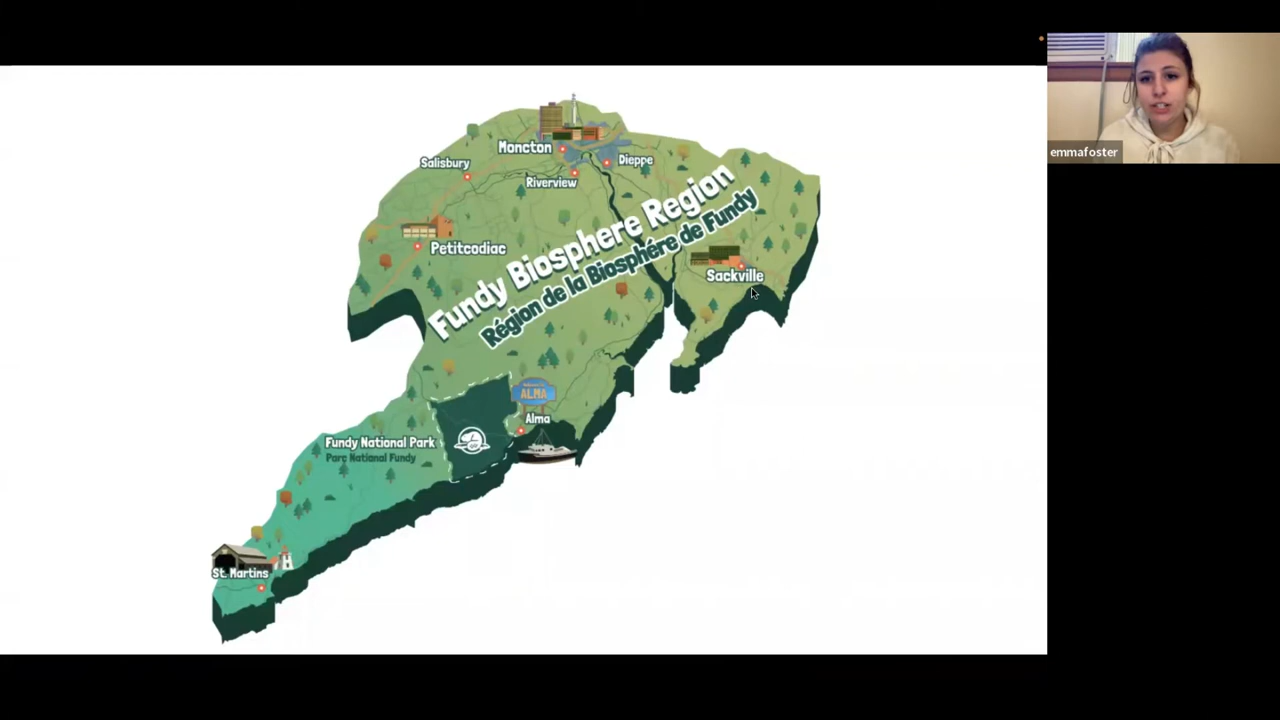 emmafoster
Moncton
Dieppe
Salisbury
Riverview
Petitcodiac
Fundy Biosphere Region
Région de la Biosphére de Fundy
Sackville
ALMA
Alma
Fundy National Park
Parc National Fundy
St. Martins